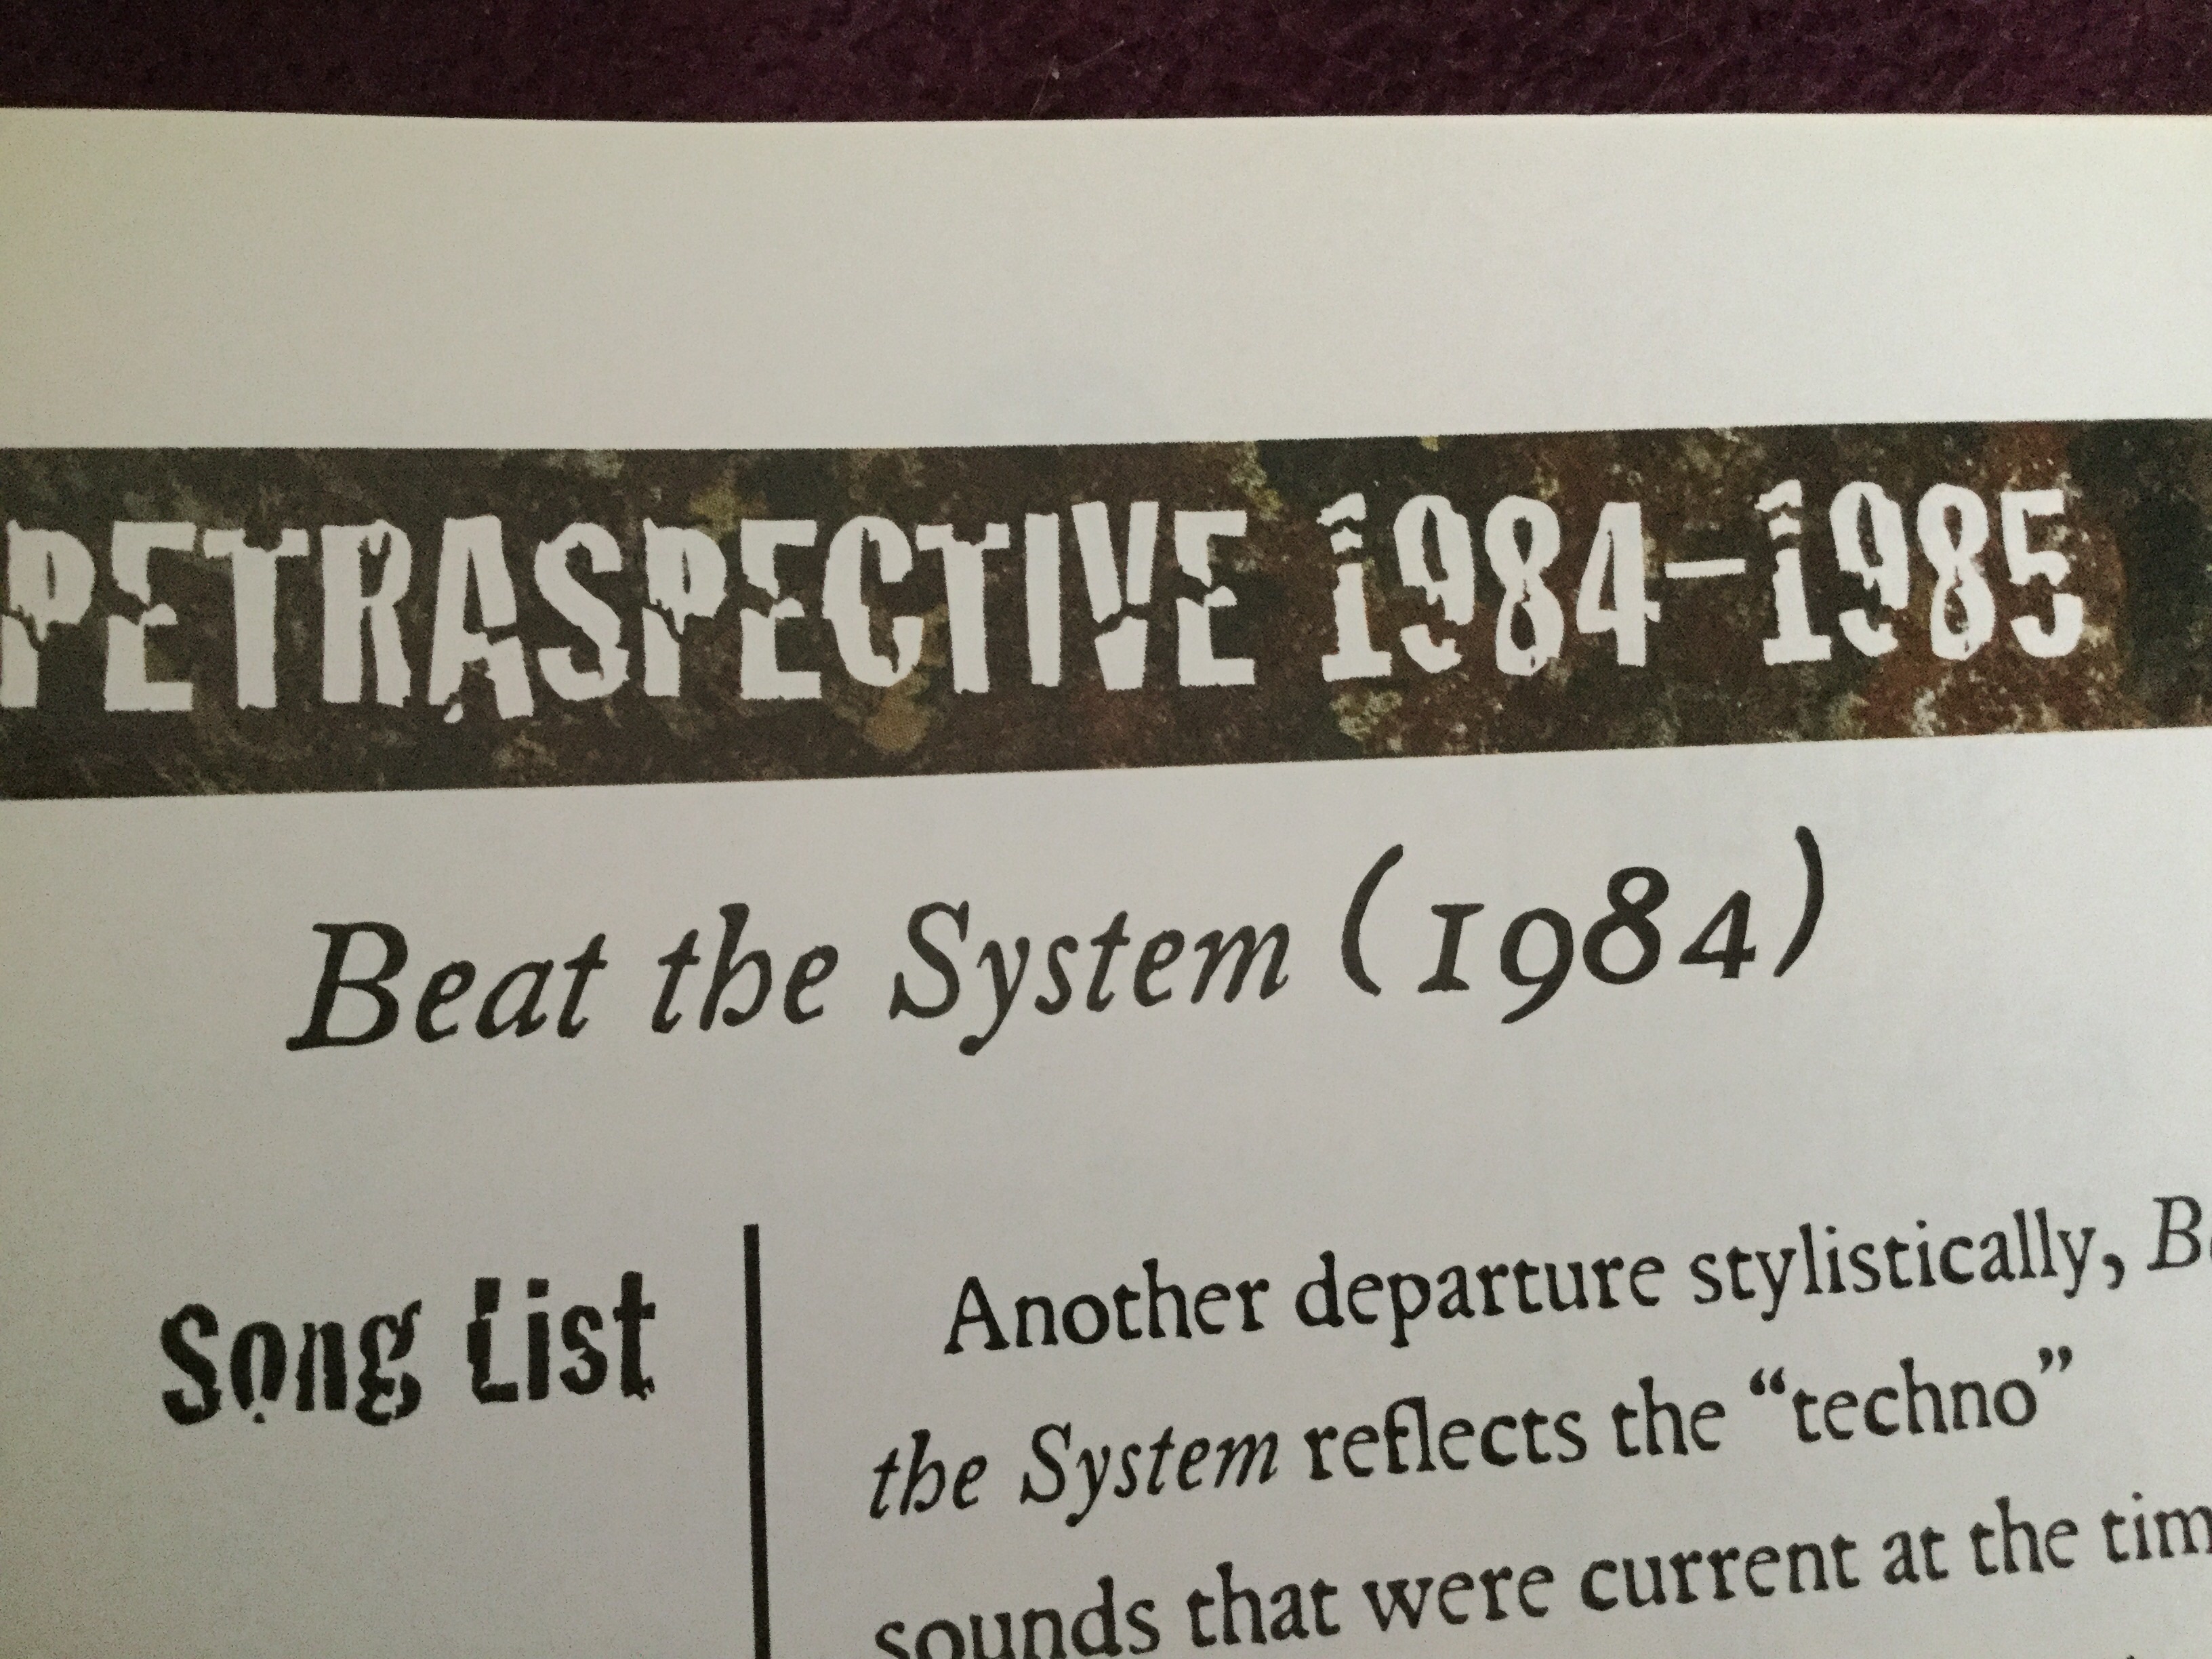 PETRASPECTIVE 1984–1985
Beat the System (1984)
Song List
Another departure stylistically,
the System reflects the “techno”
sounds that were current at the